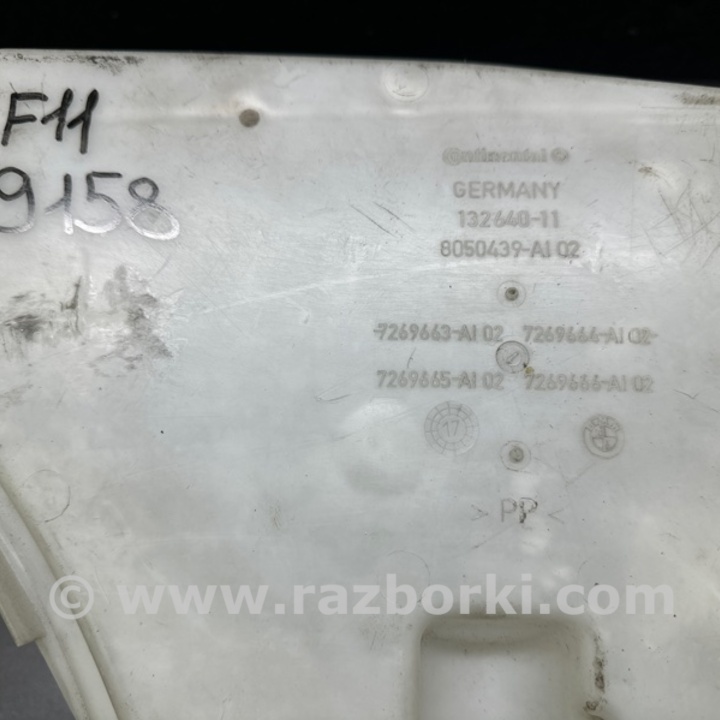 F11
9158
Continental
GERMANY
132640-11
8050439-AI 02
7269663-AI 02 7269664-AI 02
7269665-AI 02 7269666-AI 02
17
> PP <
© www.razborki.com